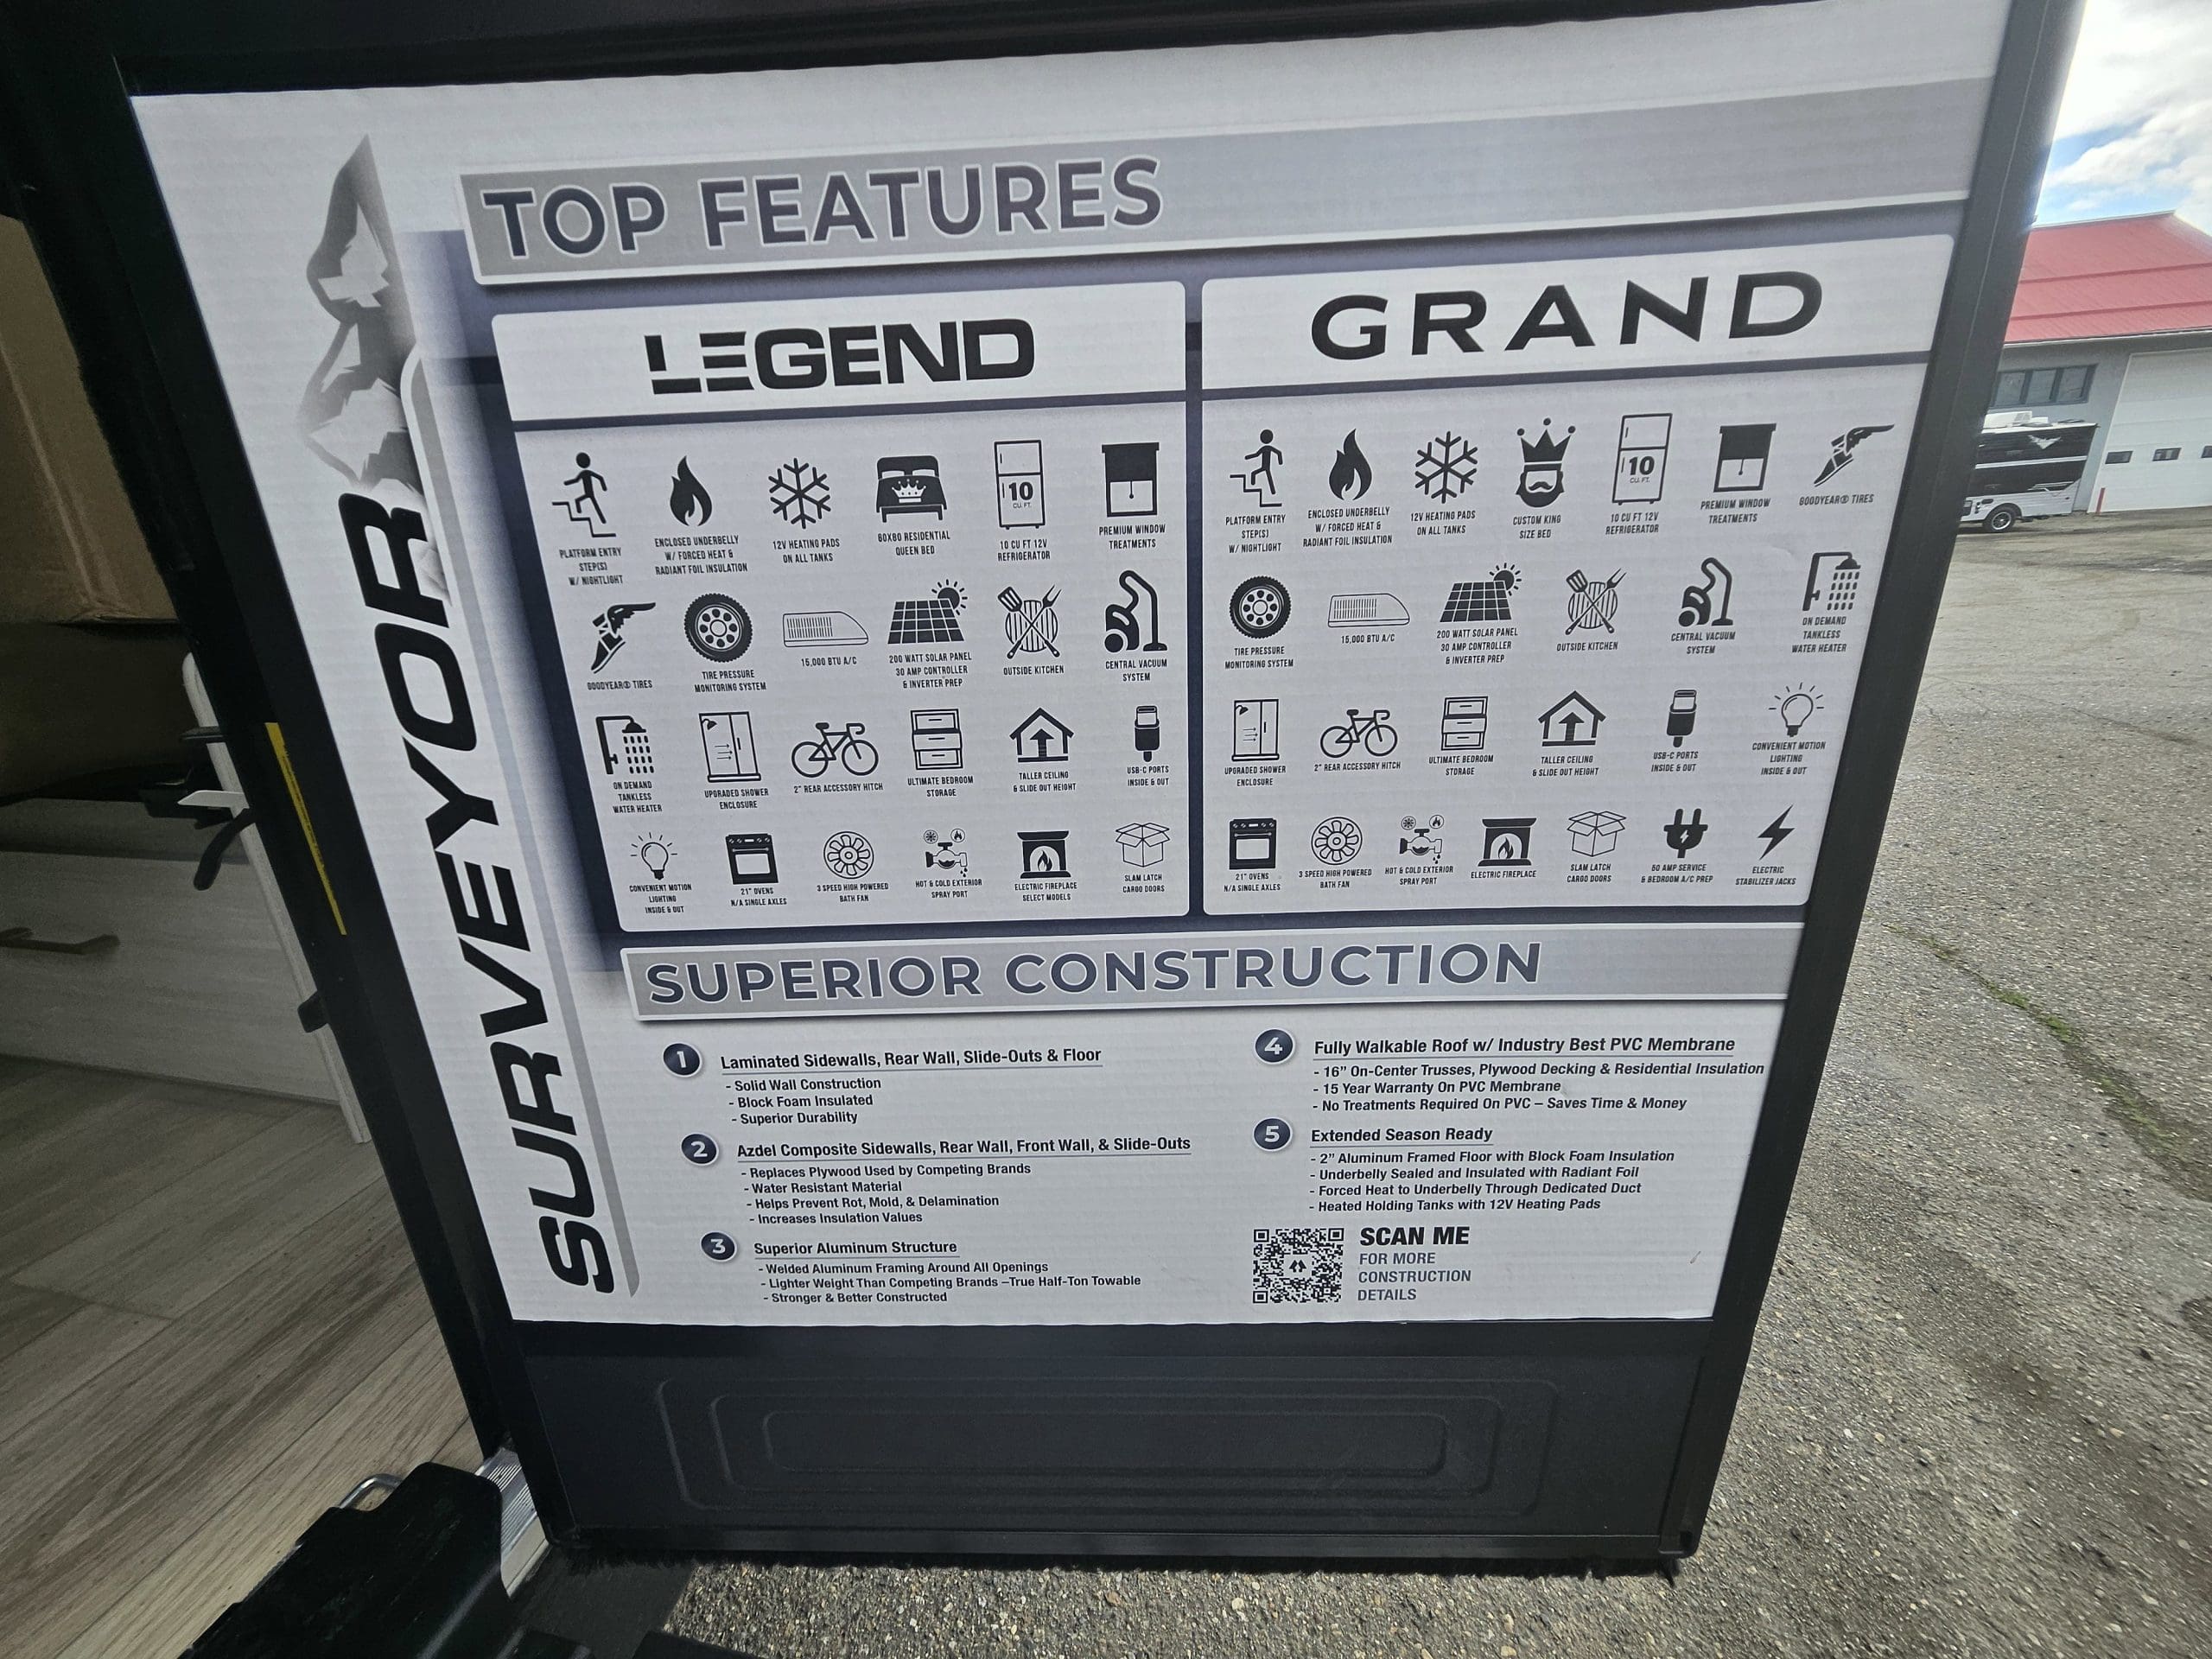 SURVEYOR
TOP FEATURES
LEGEND
PLATFORM ENTRY
STEP(S)
W/ NIGHTLIGHT
ENCLOSED UNDERBELLY
W/ FORCED HEAT &
RADIANT FOIL INSULATION
12V HEATING PADS
ON ALL TANKS
60X80 RESIDENTIAL
QUEEN BED
10
CU. FT.
10 CU FT 12V
REFRIGERATOR
PREMIUM WINDOW
TREATMENTS
GOODYEAR® TIRES
TIRE PRESSURE
MONITORING SYSTEM
15,000 BTU A/C
200 WATT SOLAR PANEL
30 AMP CONTROLLER
& INVERTER PREP
OUTSIDE KITCHEN
CENTRAL VACUUM
SYSTEM
ON DEMAND
TANKLESS
WATER HEATER
UPGRADED SHOWER
ENCLOSURE
2" REAR ACCESSORY HITCH
ULTIMATE BEDROOM
STORAGE
TALLER CEILING
& SLIDE OUT HEIGHT
USB-C PORTS
INSIDE & OUT
CONVENIENT MOTION
LIGHTING
INSIDE & OUT
21" OVENS
N/A SINGLE AXLES
3 SPEED HIGH POWERED
BATH FAN
HOT & COLD EXTERIOR
SPRAY PORT
ELECTRIC FIREPLACE
SELECT MODELS
SLAM LATCH
CARGO DOORS
GRAND
PLATFORM ENTRY
STEP(S)
W/ NIGHTLIGHT
ENCLOSED UNDERBELLY
W/ FORCED HEAT &
RADIANT FOIL INSULATION
12V HEATING PADS
ON ALL TANKS
CUSTOM KING
SIZE BED
10
CU. FT.
10 CU FT 12V
REFRIGERATOR
PREMIUM WINDOW
TREATMENTS
GOODYEAR® TIRES
TIRE PRESSURE
MONITORING SYSTEM
15,000 BTU A/C
200 WATT SOLAR PANEL
30 AMP CONTROLLER
& INVERTER PREP
OUTSIDE KITCHEN
CENTRAL VACUUM
SYSTEM
ON DEMAND
TANKLESS
WATER HEATER
UPGRADED SHOWER
ENCLOSURE
2" REAR ACCESSORY HITCH
ULTIMATE BEDROOM
STORAGE
TALLER CEILING
& SLIDE OUT HEIGHT
USB-C PORTS
INSIDE & OUT
CONVENIENT MOTION
LIGHTING
INSIDE & OUT
21" OVENS
N/A SINGLE AXLES
3 SPEED HIGH POWERED
BATH FAN
HOT & COLD EXTERIOR
SPRAY PORT
ELECTRIC FIREPLACE
SLAM LATCH
CARGO DOORS
50 AMP SERVICE
& BEDROOM A/C PREP
ELECTRIC
STABILIZER JACKS
SUPERIOR CONSTRUCTION
1 Laminated Sidewalls, Rear Wall, Slide-Outs & Floor
- Solid Wall Construction
- Block Foam Insulated
- Superior Durability
2 Azdel Composite Sidewalls, Rear Wall, Front Wall, & Slide-Outs
- Replaces Plywood Used by Competing Brands
- Water Resistant Material
- Helps Prevent Rot, Mold, & Delamination
- Increases Insulation Values
3 Superior Aluminum Structure
- Welded Aluminum Framing Around All Openings
- Lighter Weight Than Competing Brands –True Half-Ton Towable
- Stronger & Better Constructed
4 Fully Walkable Roof w/ Industry Best PVC Membrane
- 16” On-Center Trusses, Plywood Decking & Residential Insulation
- 15 Year Warranty On PVC Membrane
- No Treatments Required On PVC – Saves Time & Money
5 Extended Season Ready
- 2” Aluminum Framed Floor with Block Foam Insulation
- Underbelly Sealed and Insulated with Radiant Foil
- Forced Heat to Underbelly Through Dedicated Duct
- Heated Holding Tanks with 12V Heating Pads
SCAN ME
FOR MORE
CONSTRUCTION
DETAILS